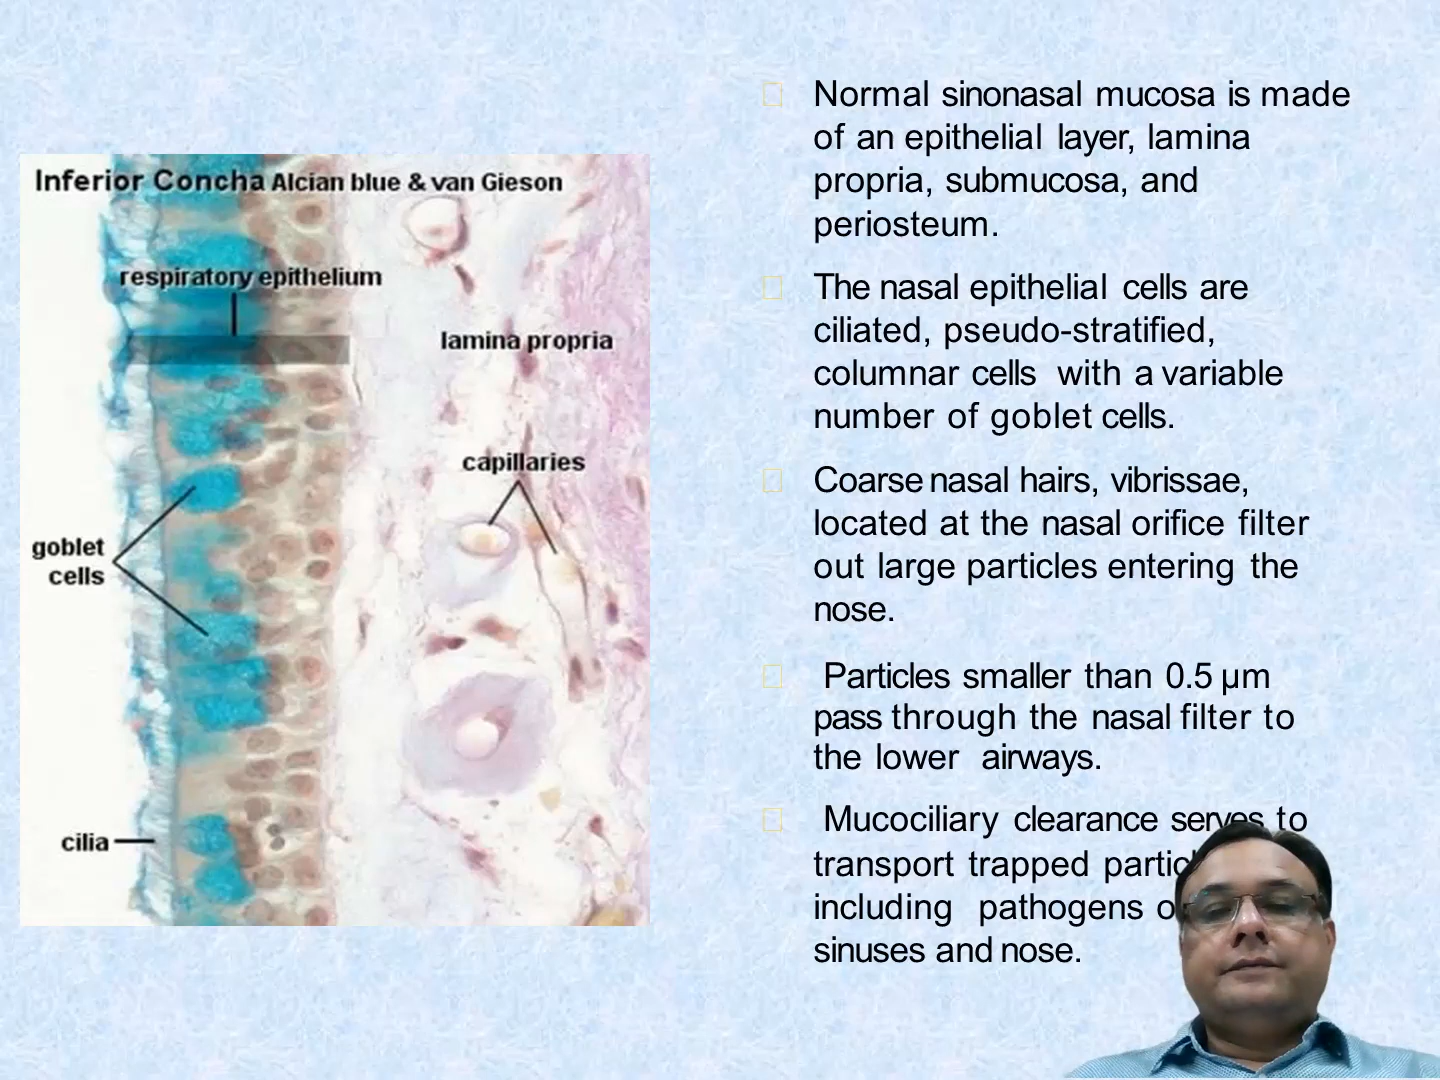 Inferior Concha Alcian blue & van Gieson
respiratory epithelium
lamina propria
capillaries
goblet
cells
cilia
Normal sinonasal mucosa is made
of an epithelial layer, lamina
propria, submucosa, and
periosteum.
The nasal epithelial cells are
ciliated, pseudo-stratified,
columnar cells with a variable
number of goblet cells.
Coarse nasal hairs, vibrissae,
located at the nasal orifice filter
out large particles entering the
nose.
Particles smaller than 0.5 µm
pass through the nasal filter to
the lower airways.
Mucociliary clearance serves to
transport trapped
including pathogens
sinuses and nose.